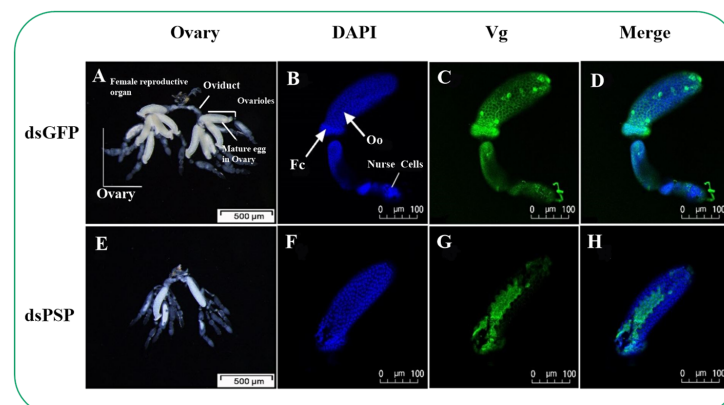 Ovary DAPI Vg Merge
dsGFP
A
Female reproductive
organ
Oviduct
Ovarioles
Mature egg
in Ovary
Ovary
500 µm
B
Oo
Fc
Nurse Cells
0 µm 100
C
0 µm 100
D
0 µm 100
dsPSP
E
500 µm
F
0 µm 100
G
0 µm 100
H
0 µm 100